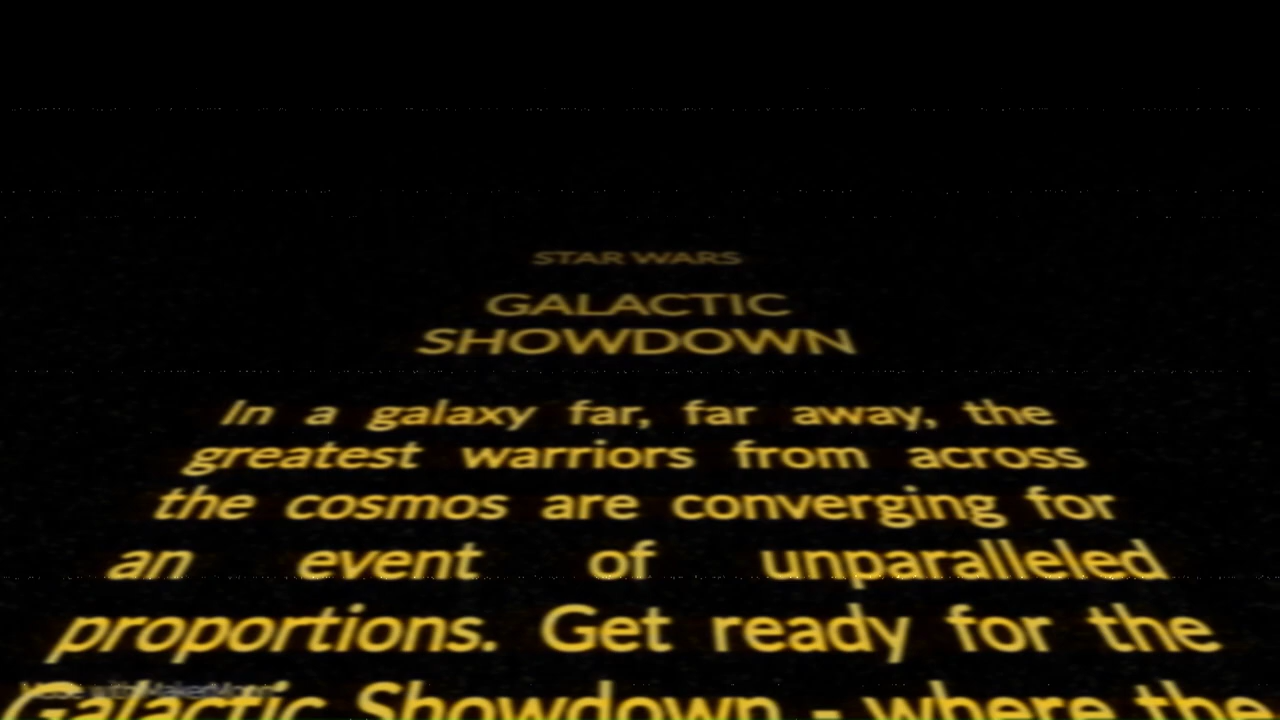 STAR WARS
GALACTIC
SHOWDOWN
In a galaxy far, far away, the
greatest warriors from across
the cosmos are converging for
an event of unparalleled
proportions. Get ready for the
Galactic Showdown - where the